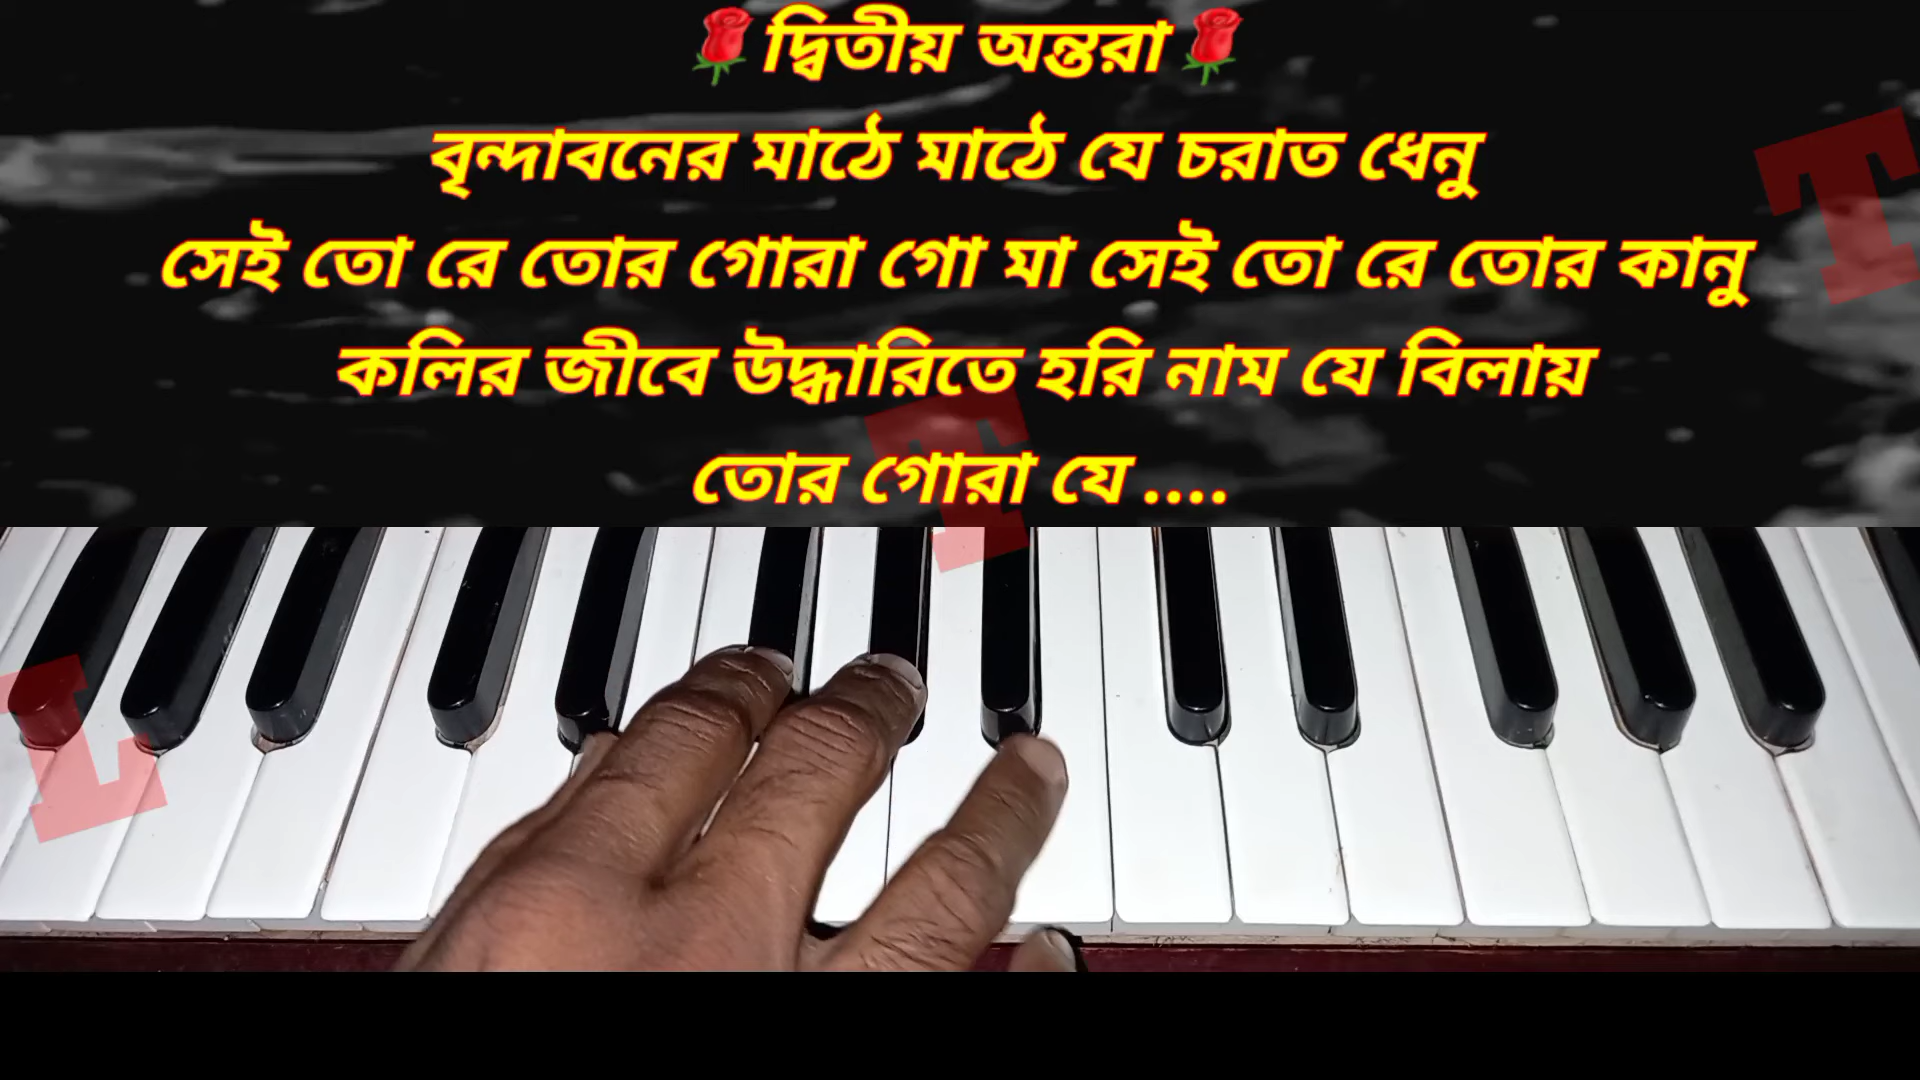 🌹দ্বিতীয় অন্তরা🌹
বৃন্দাবনের মাঠে মাঠে যে চরাত ধেনু
সেই তো রে তোর গোরা গো মা সেই তো রে তোর কানু
কলির জীবে উদ্ধারিতে হরি নাম যে বিলায়
তোর গোরা যে ....
T
T
L